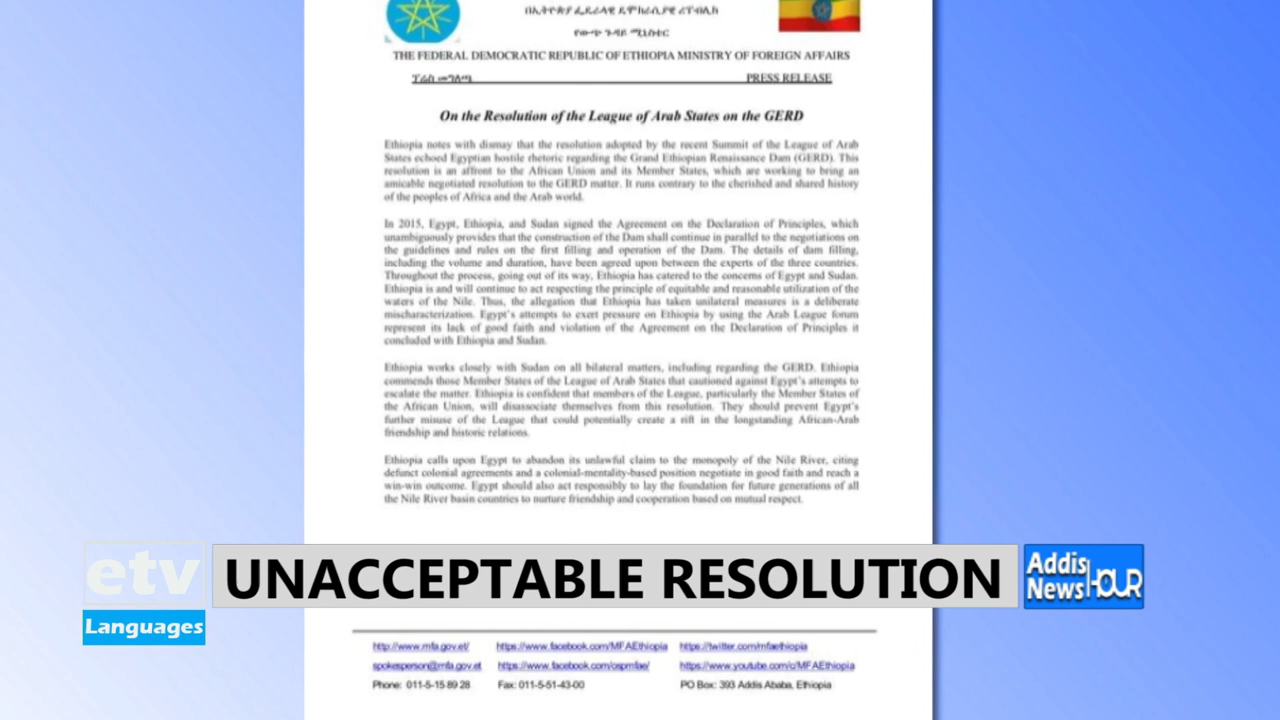 በኢትዮጵያ ፌዴራላዊ ዴሞክራሲያዊ ሪፐብሊክ
የውጭ ጉዳይ ሚኒስቴር
THE FEDERAL DEMOCRATIC REPUBLIC OF ETHIOPIA MINISTRY OF FOREIGN AFFAIRS
ፕሬስ መግለጫ PRESS RELEASE
On the Resolution of the League of Arab States on the GERD
Ethiopia notes with dismay that the resolution adopted by the recent Summit of the League of Arab
States echoed Egyptian hostile rhetoric regarding the Grand Ethiopian Renaissance Dam (GERD). This
resolution is an affront to the African Union and its Member States, which are working to bring an
amicable negotiated resolution to the GERD matter. It runs contrary to the cherished and shared history
of the peoples of Africa and the Arab world.
In 2015, Egypt, Ethiopia, and Sudan signed the Agreement on the Declaration of Principles, which
unambiguously provides that the construction of the Dam shall continue in parallel to the negotiations on
the guidelines and rules on the first filling and operation of the Dam. The details of dam filling,
including the volume and duration, have been agreed upon between the experts of the three countries.
Throughout the process, going out of its way, Ethiopia has catered to the concerns of Egypt and Sudan.
Ethiopia is and will continue to act respecting the principle of equitable and reasonable utilization of the
waters of the Nile. Thus, the allegation that Ethiopia has taken unilateral measures is a deliberate
mischaracterization. Egypt's attempts to exert pressure on Ethiopia by using the Arab League forum
represent its lack of good faith and violation of the Agreement on the Declaration of Principles it
concluded with Ethiopia and Sudan.
Ethiopia works closely with Sudan on all bilateral matters, including regarding the GERD. Ethiopia
commends those Member States of the League of Arab States that cautioned against Egypt's attempts to
escalate the matter. Ethiopia is confident that members of the League, particularly the Member States of
the African Union, will disassociate themselves from this resolution. They should prevent Egypt's
further misuse of the League that could potentially create a rift in the longstanding African-Arab
friendship and historic relations.
Ethiopia calls upon Egypt to abandon its unlawful claim to the monopoly of the Nile River, citing
defunct colonial agreements and a colonial-mentality-based position negotiate in good faith and reach a
win-win outcome. Egypt should also act responsibly to lay the foundation for future generations of all
the Nile River basin countries to nurture friendship and cooperation based on mutual respect.
etv
Languages
UNACCEPTABLE RESOLUTION
Addis
News HOUR
http://www.mfa.gov.et/ https://www.facebook.com/MFAEthiopia https://twitter.com/mfaethiopia
spokesperson@mfa.gov.et https://www.facebook.com/ospmfae/ https://www.youtube.com/c/MFAEthiopia
Phone: 011-5-15 89 28 Fax: 011-5-51-43-00 PO Box: 393 Addis Ababa, Ethiopia